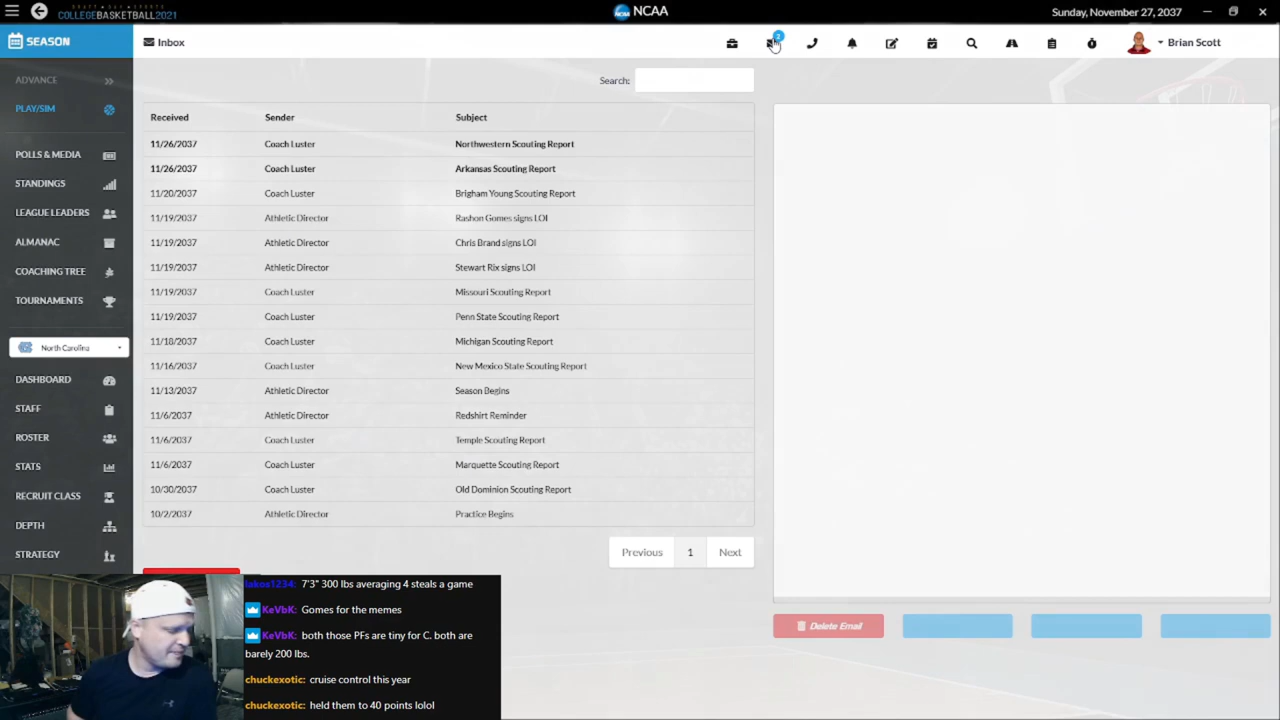 DRAFT DAY SPORTS
COLLEGEBASKETBALL2021
NCAA
Sunday, November 27, 2037
SEASON
Inbox
2
Brian Scott
ADVANCE
PLAY/SIM
POLLS & MEDIA
STANDINGS
LEAGUE LEADERS
ALMANAC
COACHING TREE
TOURNAMENTS
North Carolina
DASHBOARD
STAFF
ROSTER
STATS
RECRUIT CLASS
DEPTH
STRATEGY
Search:
Received Sender Subject
11/26/2037 Coach Luster Northwestern Scouting Report
11/26/2037 Coach Luster Arkansas Scouting Report
11/20/2037 Coach Luster Brigham Young Scouting Report
11/19/2037 Athletic Director Rashon Gomes signs LOI
11/19/2037 Athletic Director Chris Brand signs LOI
11/19/2037 Athletic Director Stewart Rix signs LOI
11/19/2037 Coach Luster Missouri Scouting Report
11/19/2037 Coach Luster Penn State Scouting Report
11/18/2037 Coach Luster Michigan Scouting Report
11/16/2037 Coach Luster New Mexico State Scouting Report
11/13/2037 Athletic Director Season Begins
11/6/2037 Athletic Director Redshirt Reminder
11/6/2037 Coach Luster Temple Scouting Report
11/6/2037 Coach Luster Marquette Scouting Report
10/30/2037 Coach Luster Old Dominion Scouting Report
10/2/2037 Athletic Director Practice Begins
Previous 1 Next
Delete Email
lakos1234: 7'3" 300 lbs averaging 4 steals a game
KeVbK: Gomes for the memes
KeVbK: both those PFs are tiny for C. both are
barely 200 lbs.
chuckexotic: cruise control this year
chuckexotic: held them to 40 points lolol